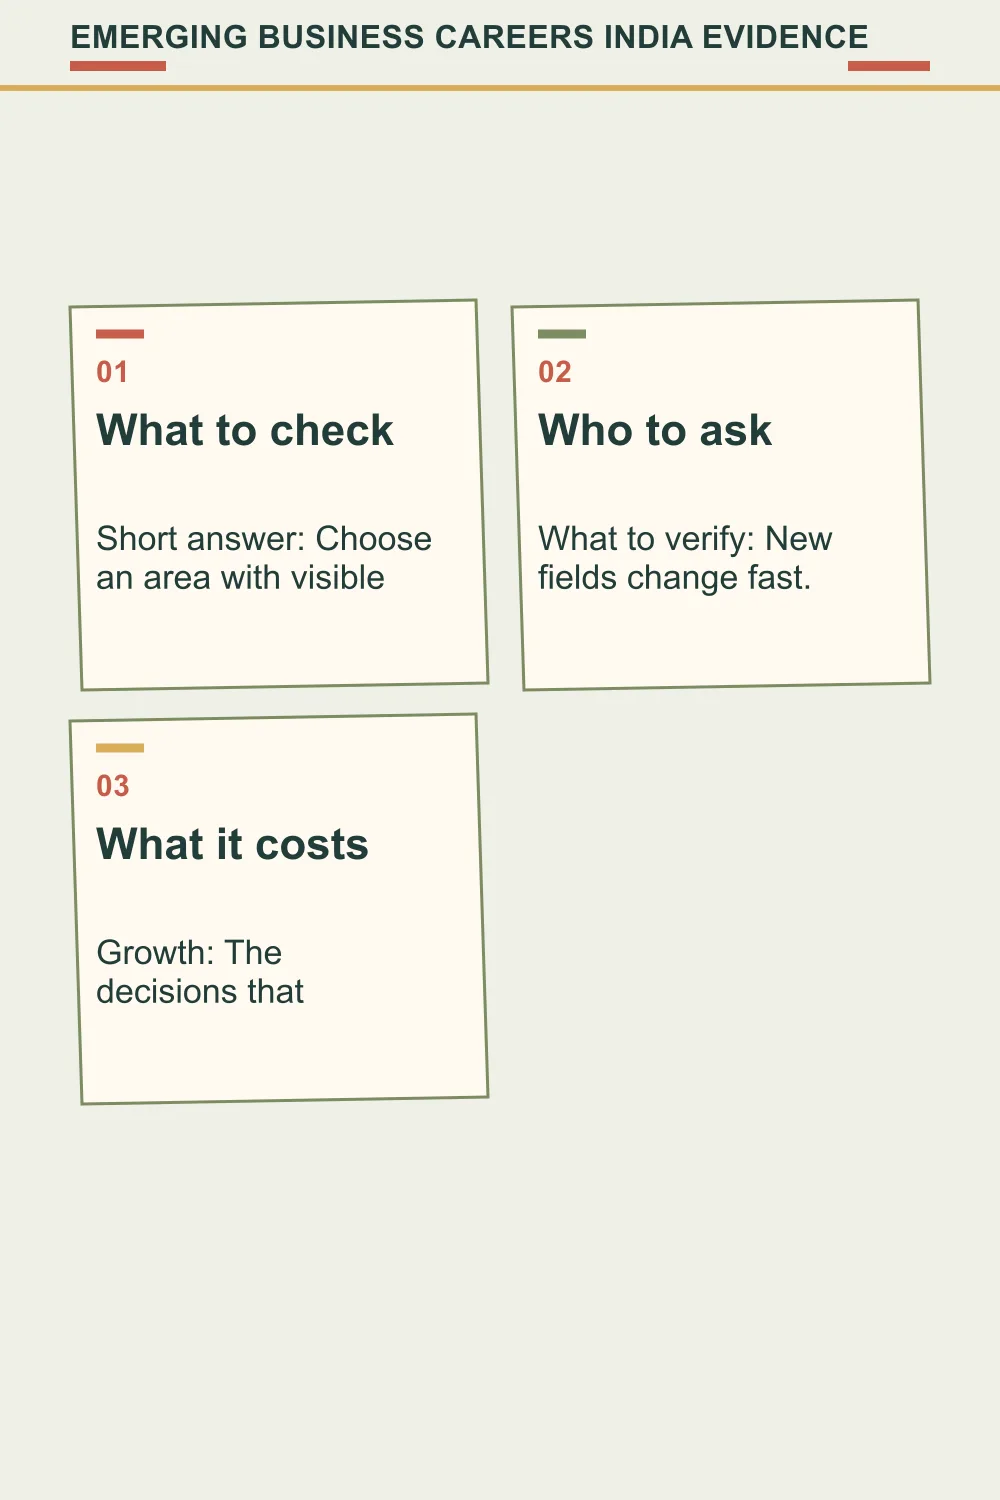 EMERGING BUSINESS CAREERS INDIA EVIDENCE
01
What to check
Short answer: Choose
an area with visible
02
Who to ask
What to verify: New
fields change fast.
03
What it costs
Growth: The
decisions that